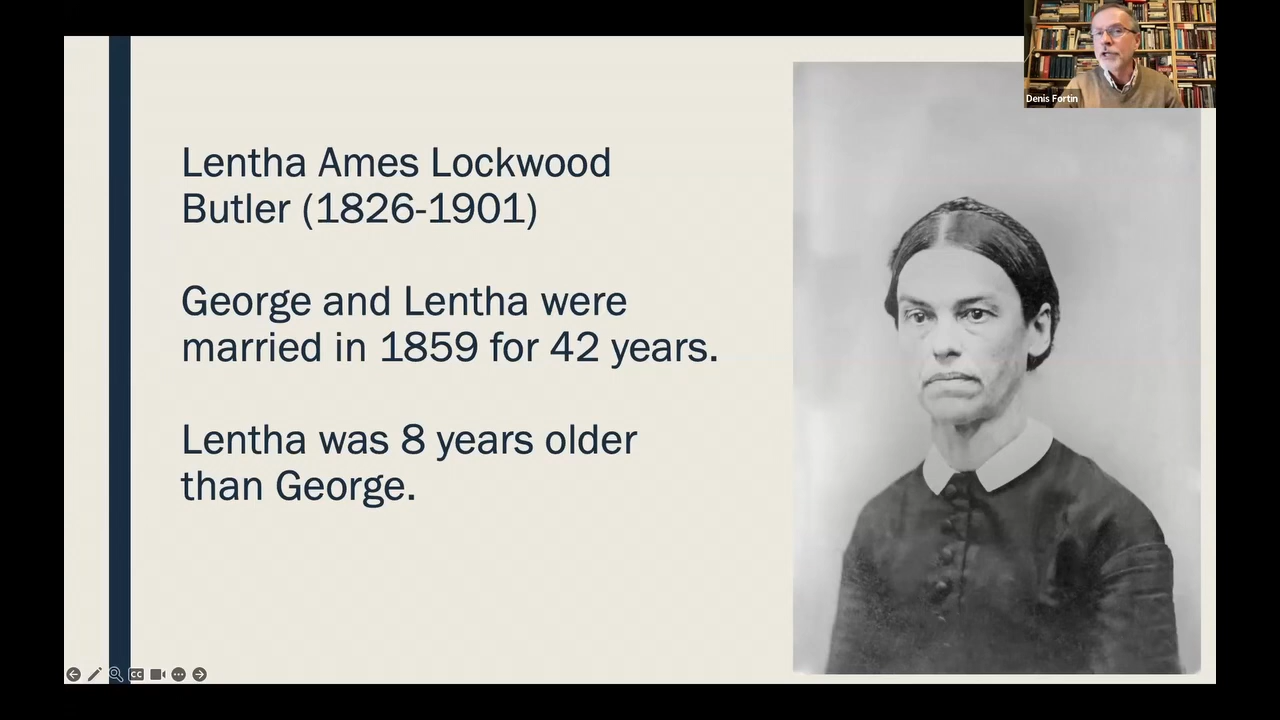 Denis Fortin
Lentha Ames Lockwood
Butler (1826-1901)
George and Lentha were
married in 1859 for 42 years.
Lentha was 8 years older
than George.
CC